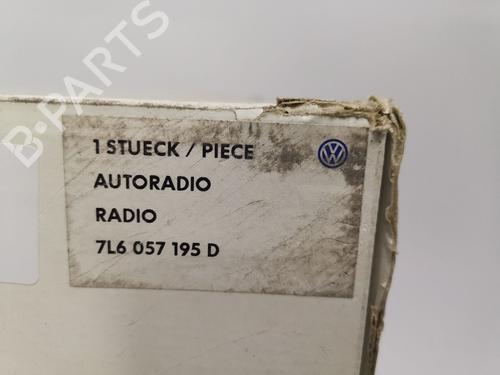 1 STUECK / PIECE
AUTORADIO
RADIO
7L6 057 195 D
B-PARTS